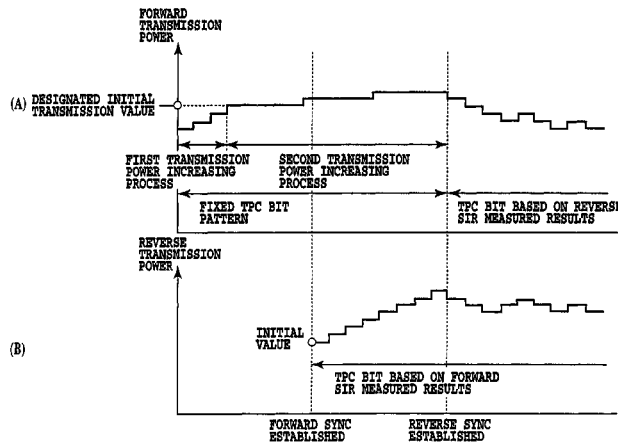 FORWARD
TRANSMISSION
POWER
(A)
DESIGNATED INITIAL
TRANSMISSION VALUE
FIRST TRANSMISSION
POWER INCREASING
PROCESS
SECOND TRANSMISSION
POWER INCREASING
PROCESS
FIXED TPC BIT
PATTERN
TPC BIT BASED ON REVERSE
SIR MEASURED RESULTS
REVERSE
TRANSMISSION
POWER
(B)
INITIAL
VALUE
TPC BIT BASED ON FORWARD
SIR MEASURED RESULTS
FORWARD SYNC
ESTABLISHED
REVERSE SYNC
ESTABLISHED